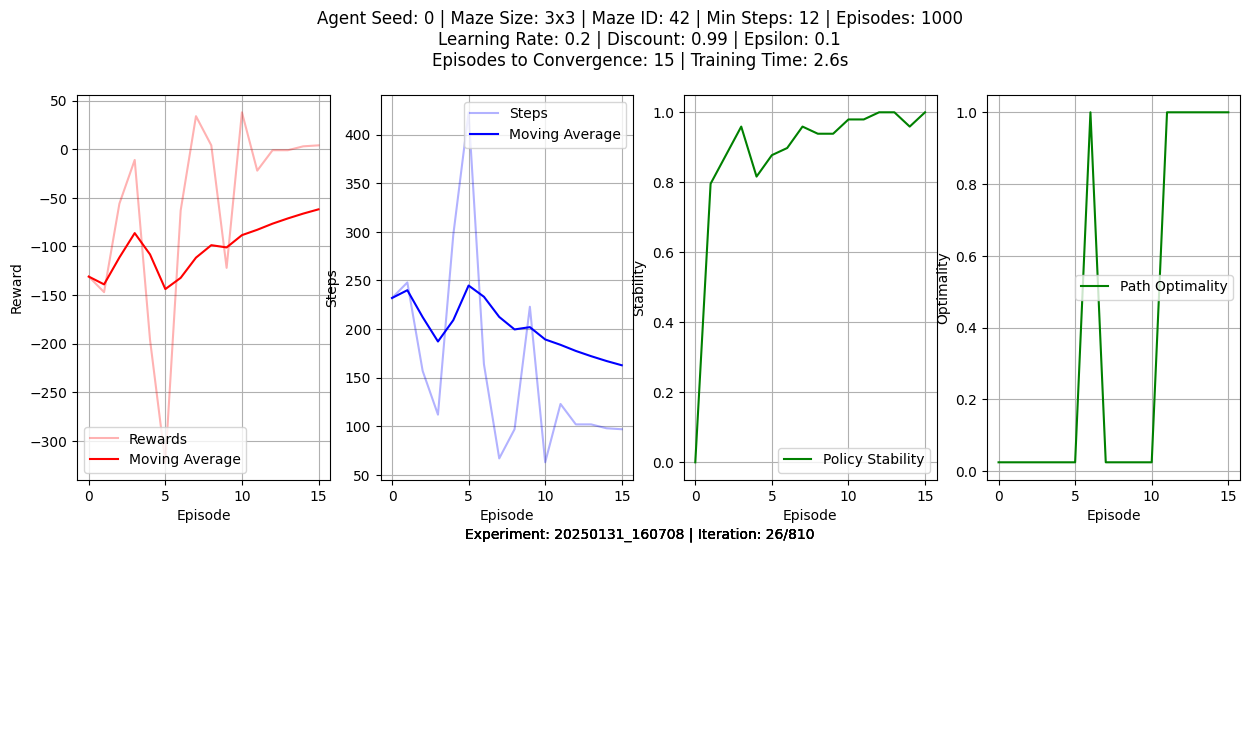 Agent Seed: 0 | Maze Size: 3x3 | Maze ID: 42 | Min Steps: 12 | Episodes: 1000
Learning Rate: 0.2 | Discount: 0.99 | Epsilon: 0.1
Episodes to Convergence: 15 | Training Time: 2.6s
50
0
−50
−100
−150
−200
−250
−300
Reward
Rewards
Moving Average
0
5
10
15
Episode
400
350
300
250
200
150
100
50
Steps
Steps
Moving Average
0
5
10
15
Episode
1.0
0.8
0.6
0.4
0.2
0.0
Stability
Policy Stability
0
5
10
15
Episode
1.0
0.8
0.6
0.4
0.2
0.0
Optimality
Path Optimality
0
5
10
15
Episode
Experiment: 20250131_160708 | Iteration: 26/810